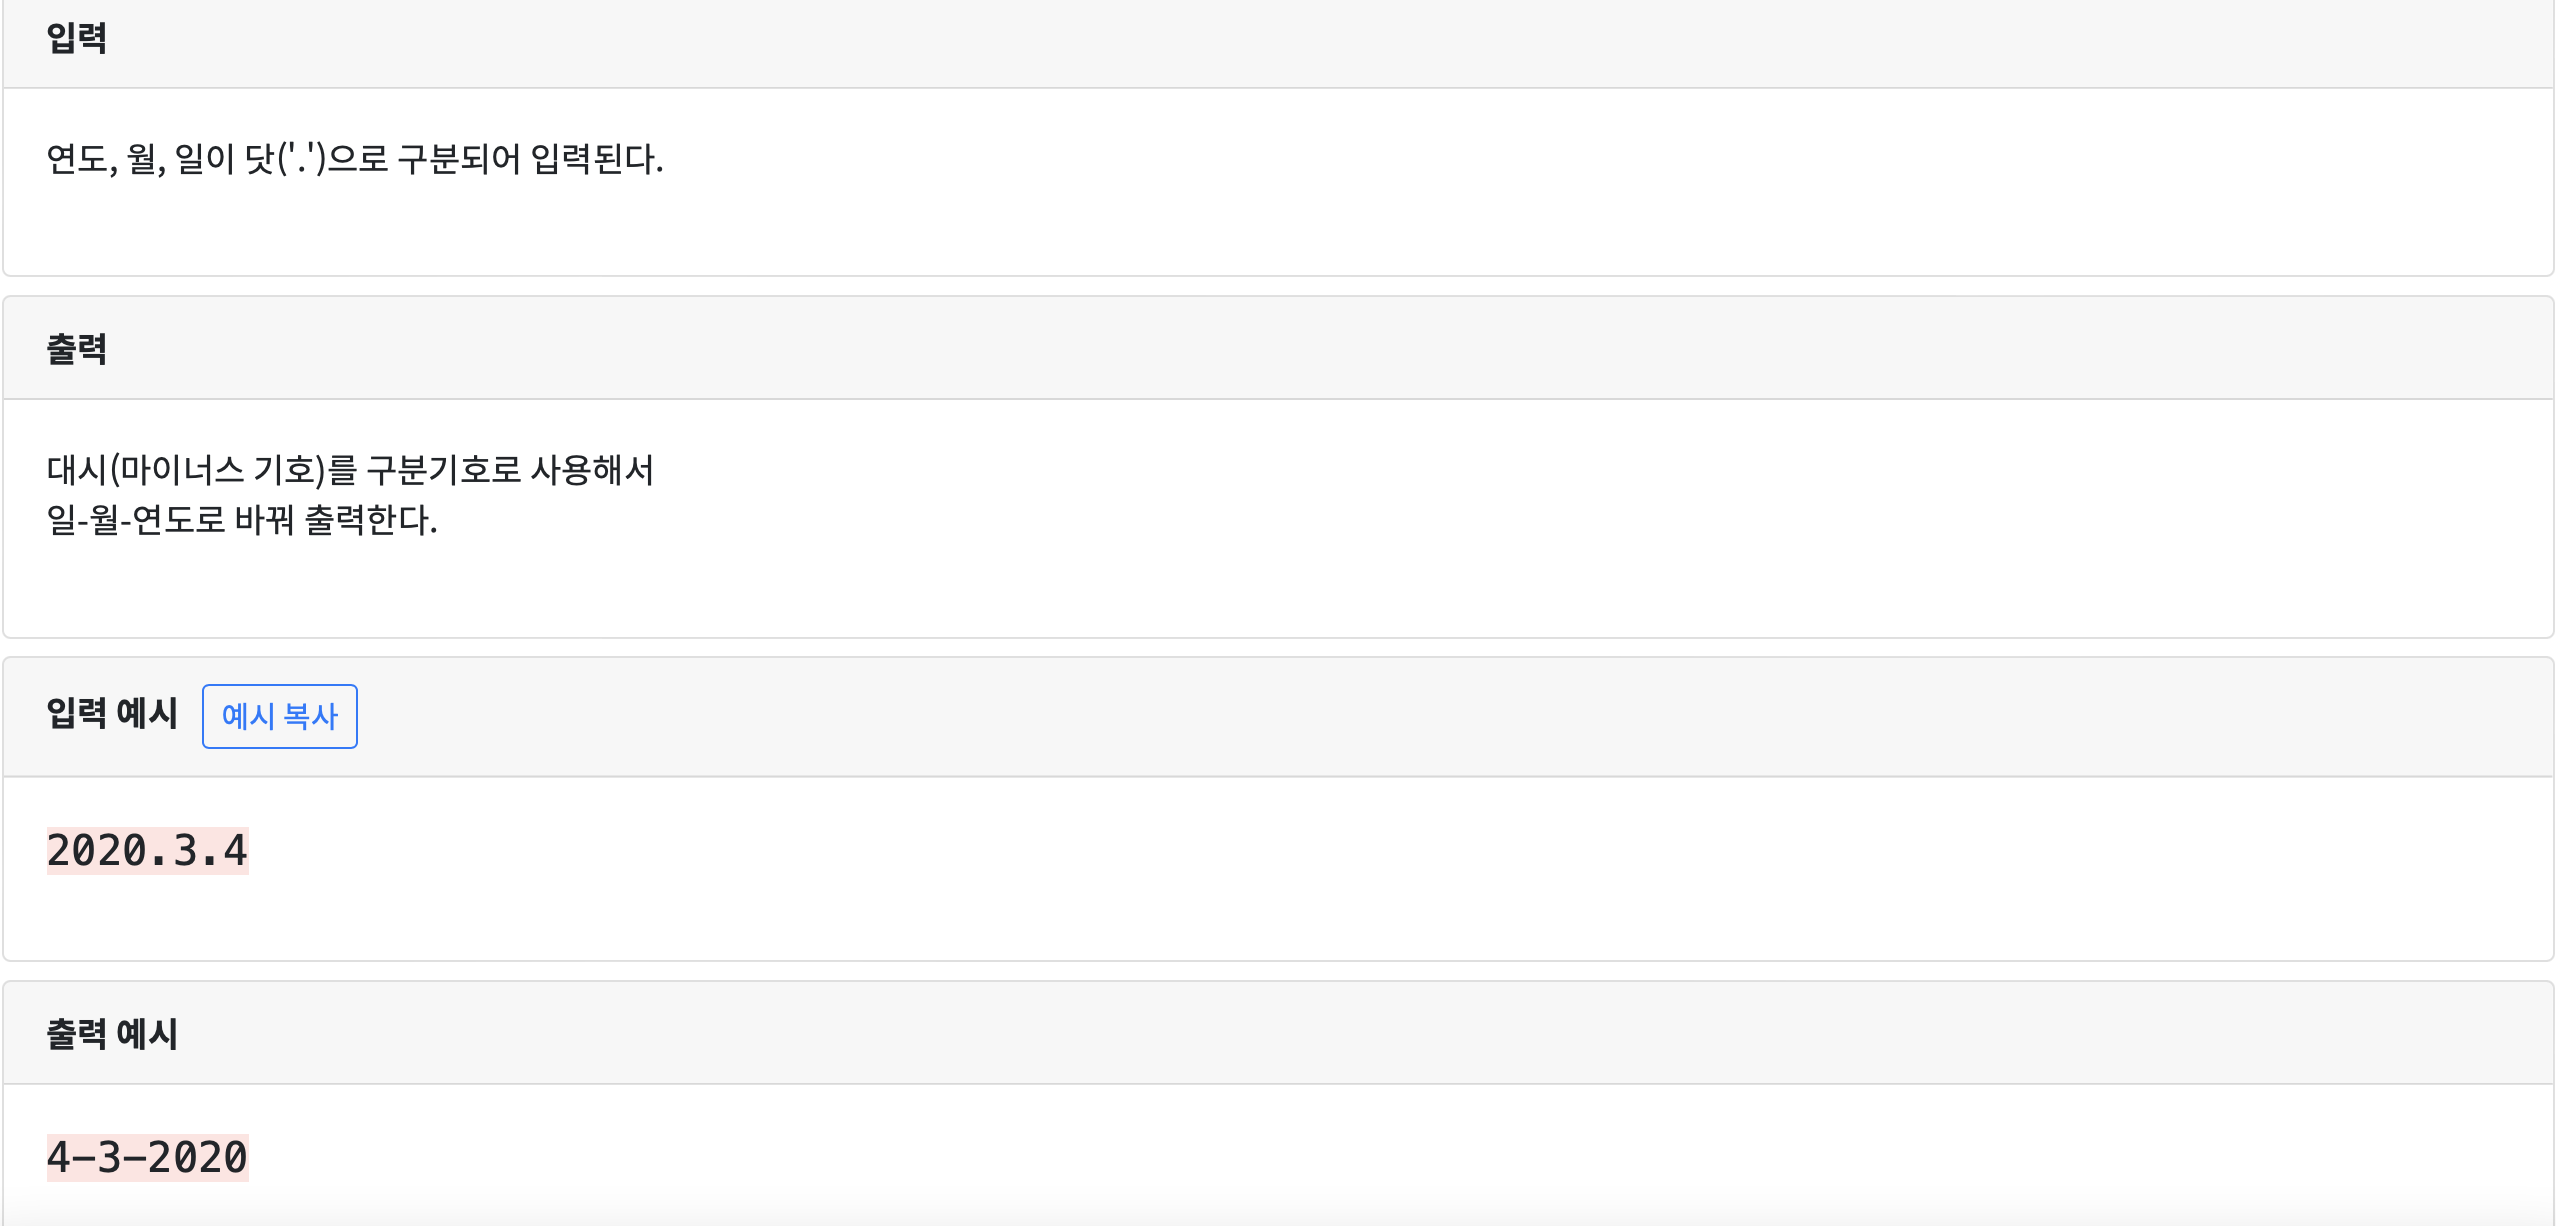 입력
연도, 월, 일이 닷('.')으로 구분되어 입력된다.
출력
대시(마이너스 기호)를 구분기호로 사용해서
일-월-연도로 바꿔 출력한다.
입력 예시 예시 복사
2020.3.4
출력 예시
4-3-2020